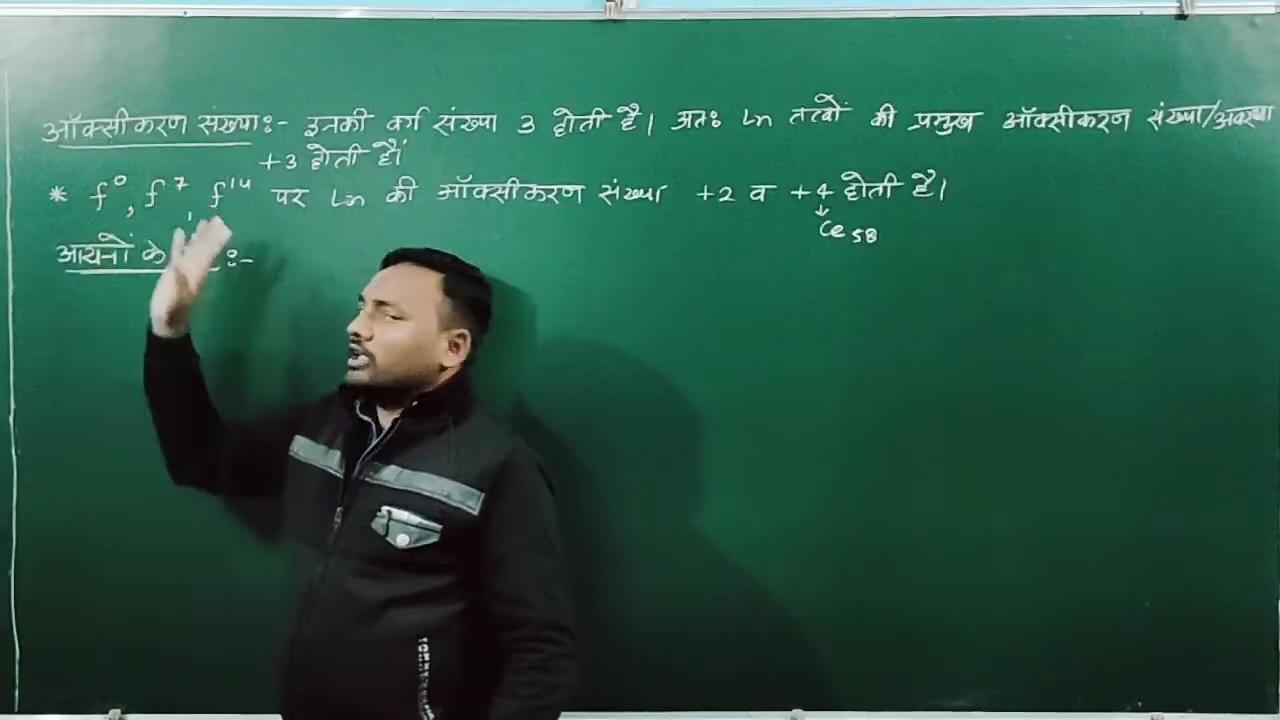 ऑक्सीकरण संख्याः- इनकी वर्ग संख्या 3 होती है। अतः Ln तत्वों की प्रमुख ऑक्सीकरण संख्या/अवस्था
+3 होती है।
* f⁰, f⁷, f¹⁴ पर Ln की ऑक्सीकरण संख्या +2 व +4 होती है।
Ce₅₈
आयनों के :-